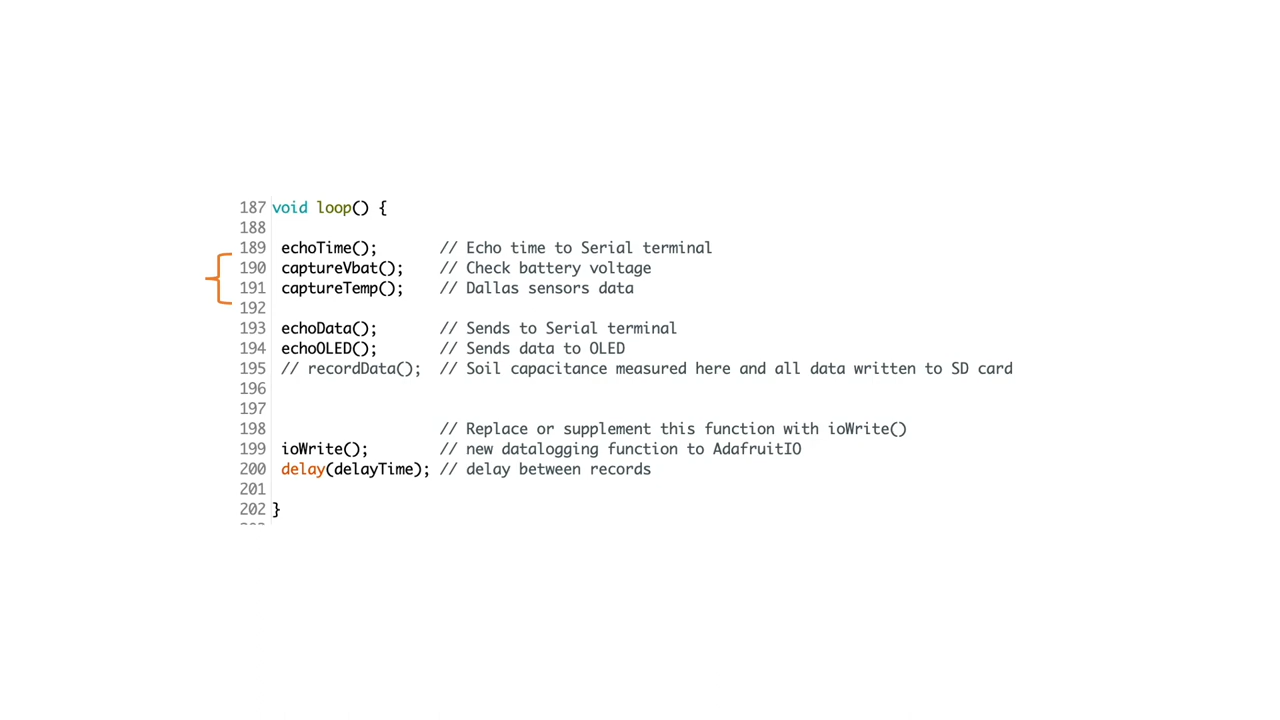 187 void loop() {
188
189 echoTime(); // Echo time to Serial terminal
190 captureVbat(); // Check battery voltage
191 captureTemp(); // Dallas sensors data
192
193 echoData(); // Sends to Serial terminal
194 echoOLED(); // Sends data to OLED
195 // recordData(); // Soil capacitance measured here and all data written to SD card
196
197
198 // Replace or supplement this function with ioWrite()
199 ioWrite(); // new datalogging function to AdafruitIO
200 delay(delayTime); // delay between records
201
202 }